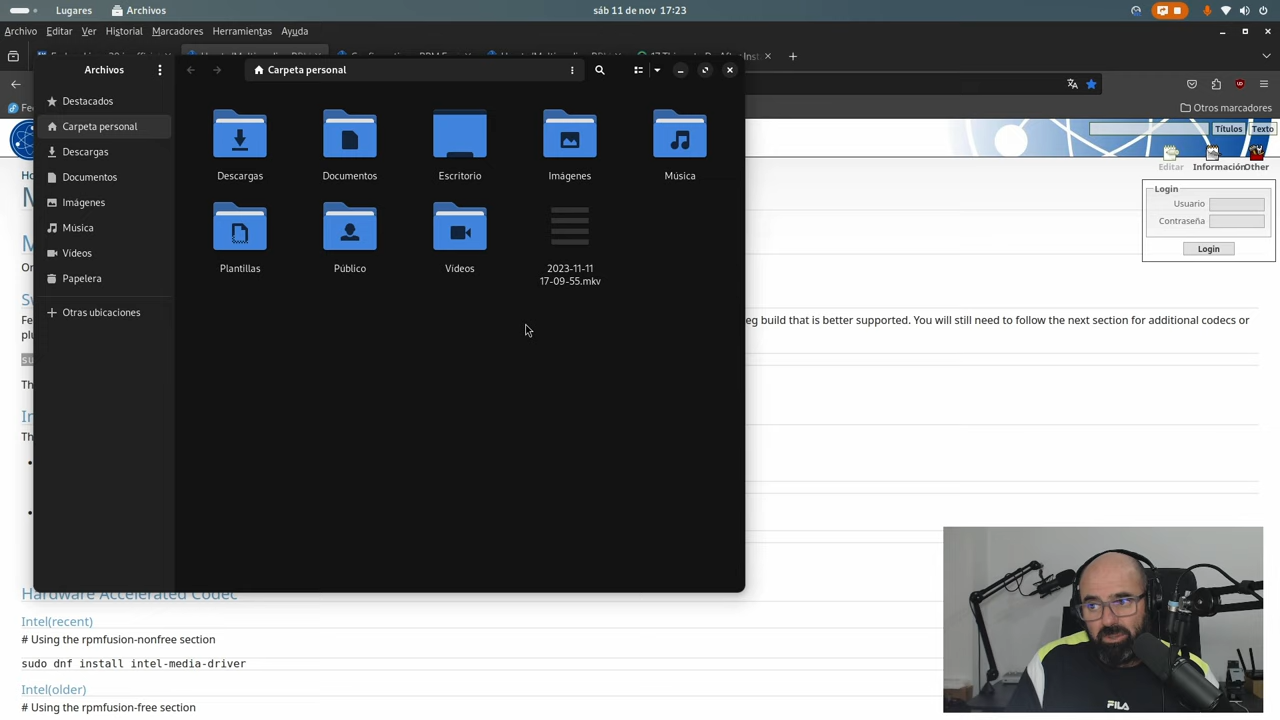 Lugares
Archivos
sáb 11 de nov 17:23
Archivo Editar Ver Historial Marcadores Herramientas Ayuda
Archivos
Carpeta personal
Otros marcadores
Destacados
Carpeta personal
Descargas
Documentos
Imágenes
Música
Vídeos
Papelera
Otras ubicaciones
Descargas
Documentos
Escritorio
Imágenes
Música
Plantillas
Público
Vídeos
2023-11-11
17-09-55.mkv
Títulos
Texto
Editar
Información
Other
Login
Usuario
Contraseña
Login
build that is better supported. You will still need to follow the next section for additional codecs or
Hardware Accelerated Codec
Intel(recent)
# Using the rpmfusion-nonfree section
sudo dnf install intel-media-driver
Intel(older)
# Using the rpmfusion-free section
FILA